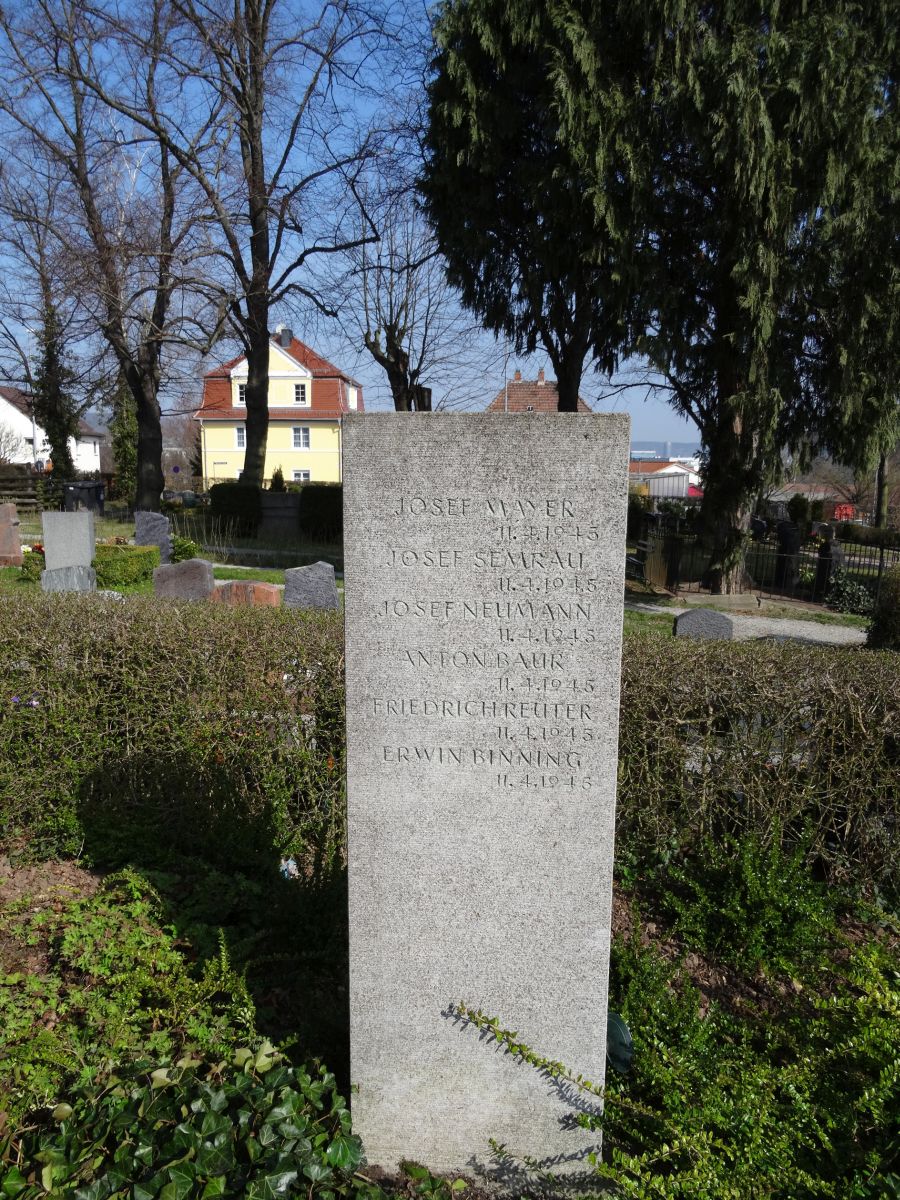 JOSEF MAYER
11.4.1945
JOSEF SEMRAU
11.4.1945
JOSEF NEUMANN
11.4.1945
ANTON BAUR
11.4.1945
FRIEDRICH REUTER
11.4.1945
ERWIN BINNING
11.4.1945